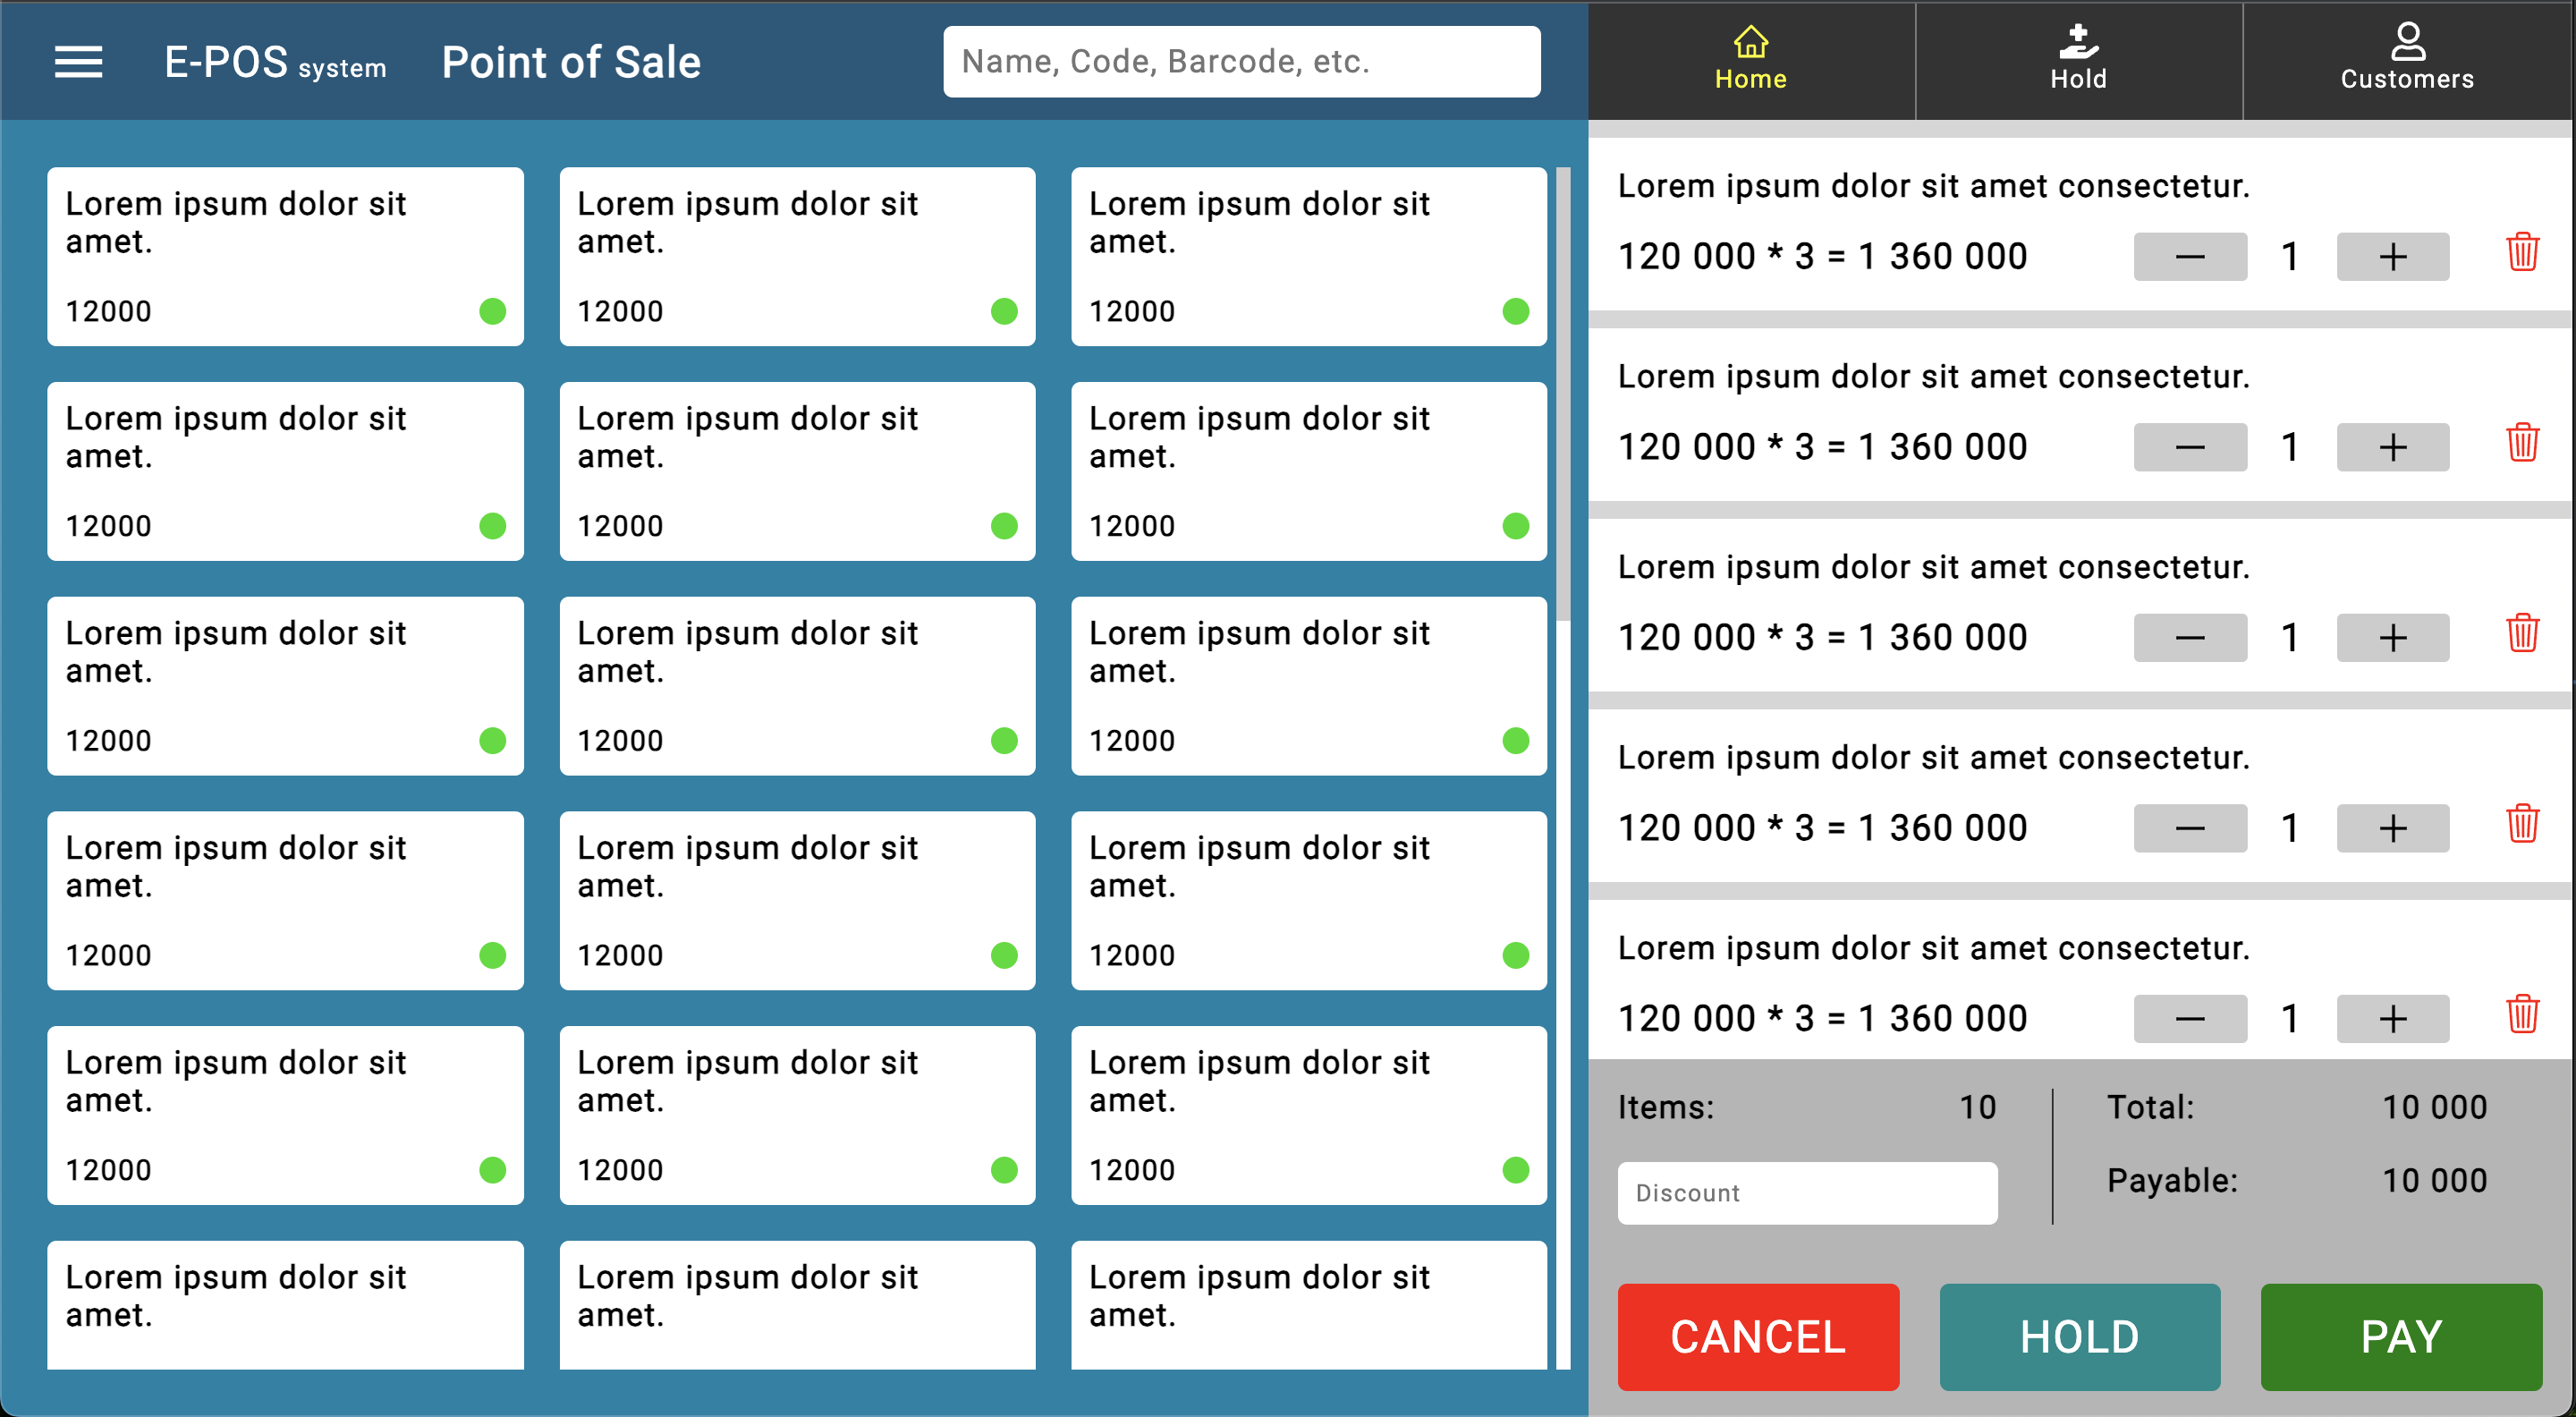 E-POS system
Point of Sale
Name, Code, Barcode, etc.
Home
Hold
Customers
Lorem ipsum dolor sit
amet.
12000
Lorem ipsum dolor sit
amet.
12000
Lorem ipsum dolor sit
amet.
12000
Lorem ipsum dolor sit
amet.
12000
Lorem ipsum dolor sit
amet.
12000
Lorem ipsum dolor sit
amet.
12000
Lorem ipsum dolor sit
amet.
12000
Lorem ipsum dolor sit
amet.
12000
Lorem ipsum dolor sit
amet.
12000
Lorem ipsum dolor sit
amet.
12000
Lorem ipsum dolor sit
amet.
12000
Lorem ipsum dolor sit
amet.
12000
Lorem ipsum dolor sit
amet.
12000
Lorem ipsum dolor sit
amet.
12000
Lorem ipsum dolor sit
amet.
12000
Lorem ipsum dolor sit
amet.
Lorem ipsum dolor sit
amet.
Lorem ipsum dolor sit
amet.
Lorem ipsum dolor sit amet consectetur.
120 000 * 3 = 1 360 000 — 1 +
Lorem ipsum dolor sit amet consectetur.
120 000 * 3 = 1 360 000 — 1 +
Lorem ipsum dolor sit amet consectetur.
120 000 * 3 = 1 360 000 — 1 +
Lorem ipsum dolor sit amet consectetur.
120 000 * 3 = 1 360 000 — 1 +
Lorem ipsum dolor sit amet consectetur.
120 000 * 3 = 1 360 000 — 1 +
Items: 10
Discount
Total: 10 000
Payable: 10 000
CANCEL
HOLD
PAY